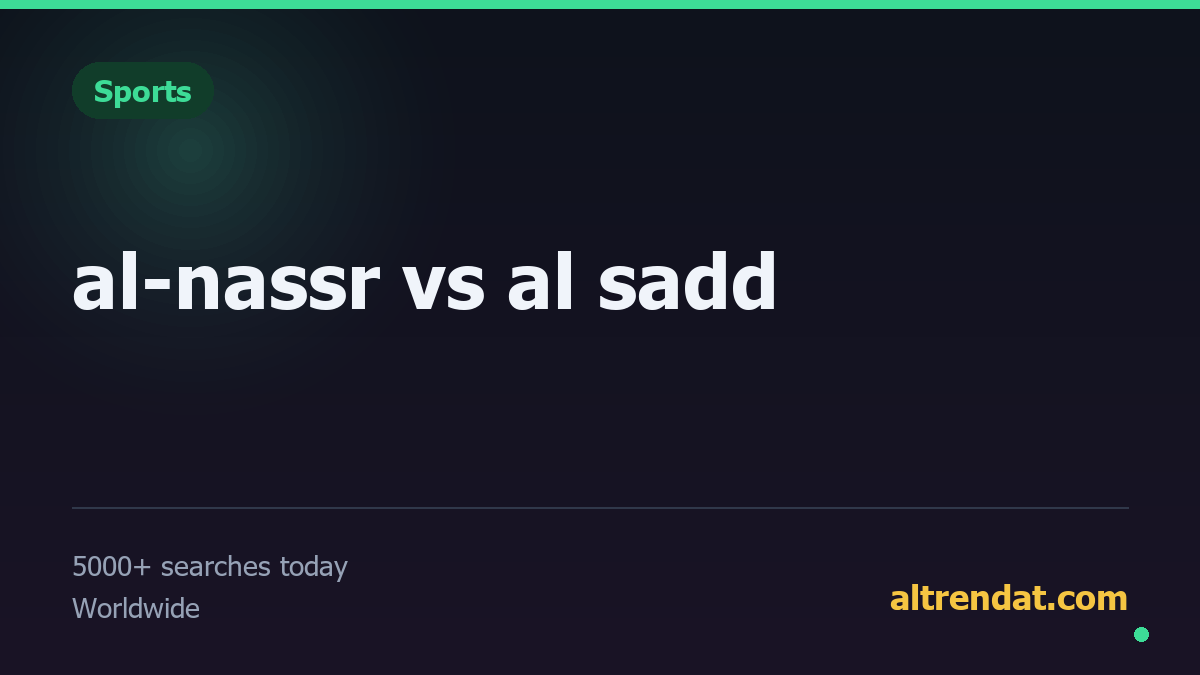 Sports
al-nassr vs al sadd
5000+ searches today
Worldwide
altrendat.com